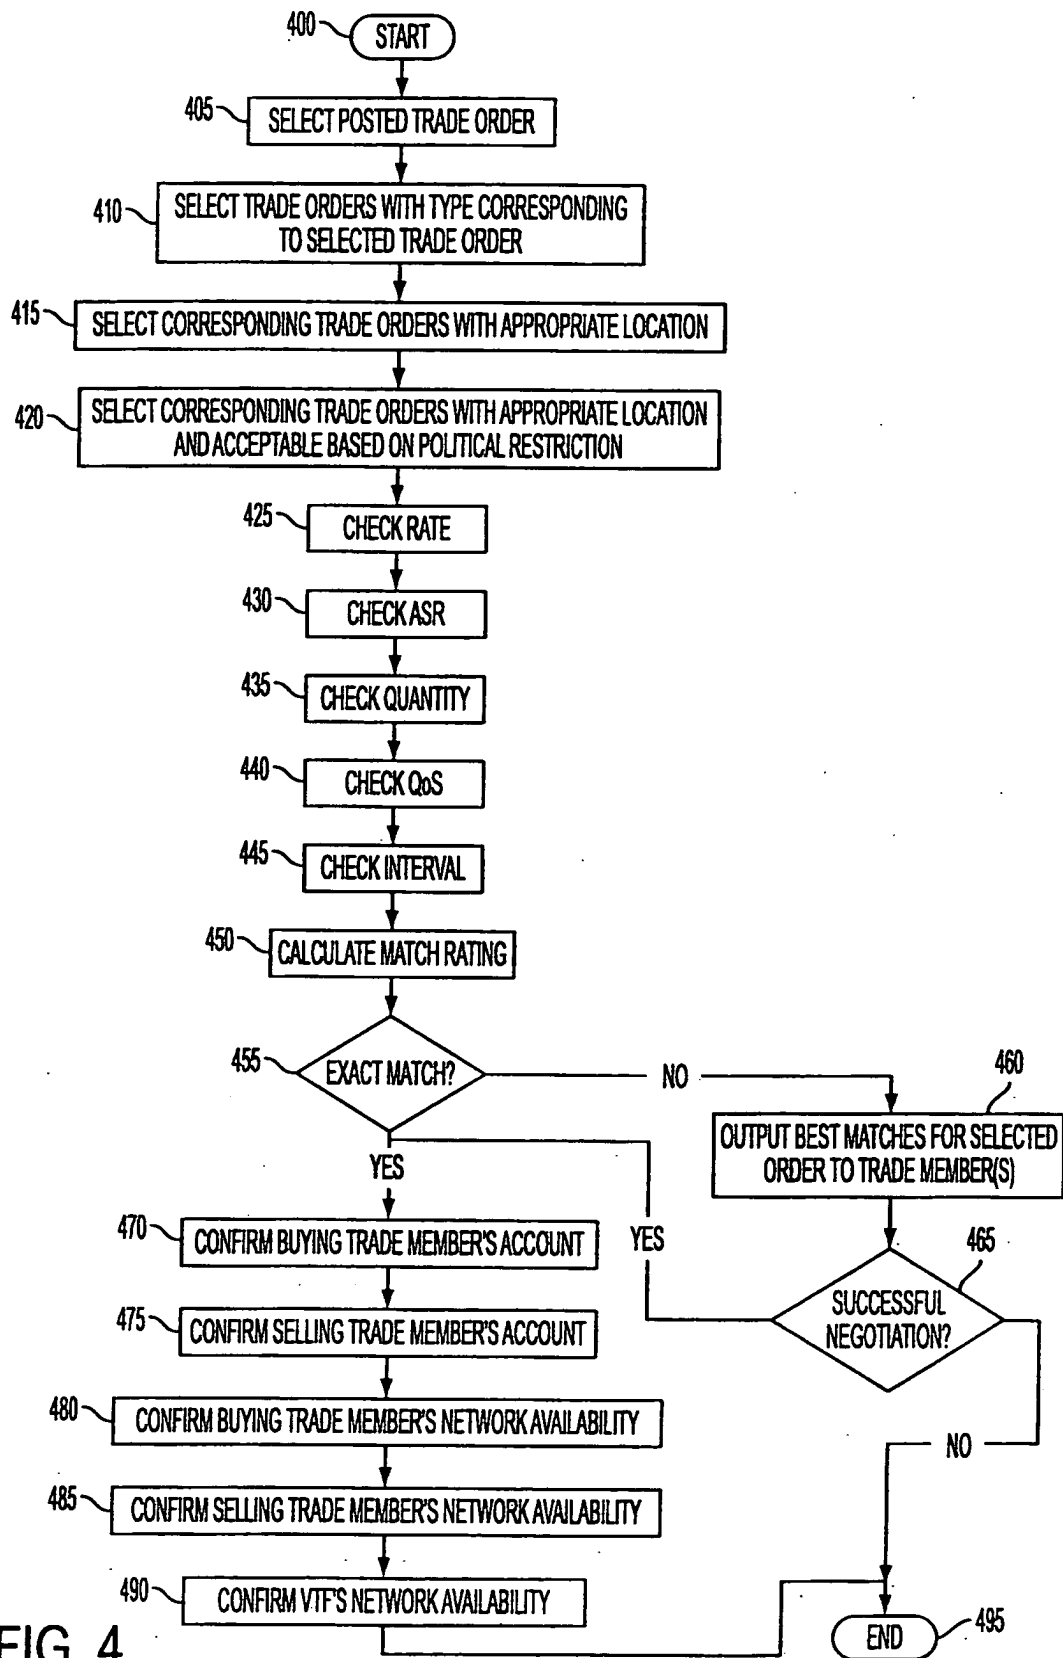 400
START
405
SELECT POSTED TRADE ORDER
410
SELECT TRADE ORDERS WITH TYPE CORRESPONDING
TO SELECTED TRADE ORDER
415
SELECT CORRESPONDING TRADE ORDERS WITH APPROPRIATE LOCATION
420
SELECT CORRESPONDING TRADE ORDERS WITH APPROPRIATE LOCATION
AND ACCEPTABLE BASED ON POLITICAL RESTRICTION
425
CHECK RATE
430
CHECK ASR
435
CHECK QUANTITY
440
CHECK QoS
445
CHECK INTERVAL
450
CALCULATE MATCH RATING
455
EXACT MATCH?
NO
460
OUTPUT BEST MATCHES FOR SELECTED
ORDER TO TRADE MEMBER(S)
YES
470
CONFIRM BUYING TRADE MEMBER'S ACCOUNT
YES
465
SUCCESSFUL
NEGOTIATION?
475
CONFIRM SELLING TRADE MEMBER'S ACCOUNT
480
CONFIRM BUYING TRADE MEMBER'S NETWORK AVAILABILITY
NO
485
CONFIRM SELLING TRADE MEMBER'S NETWORK AVAILABILITY
490
CONFIRM VTF'S NETWORK AVAILABILITY
END
495
FIG. 4